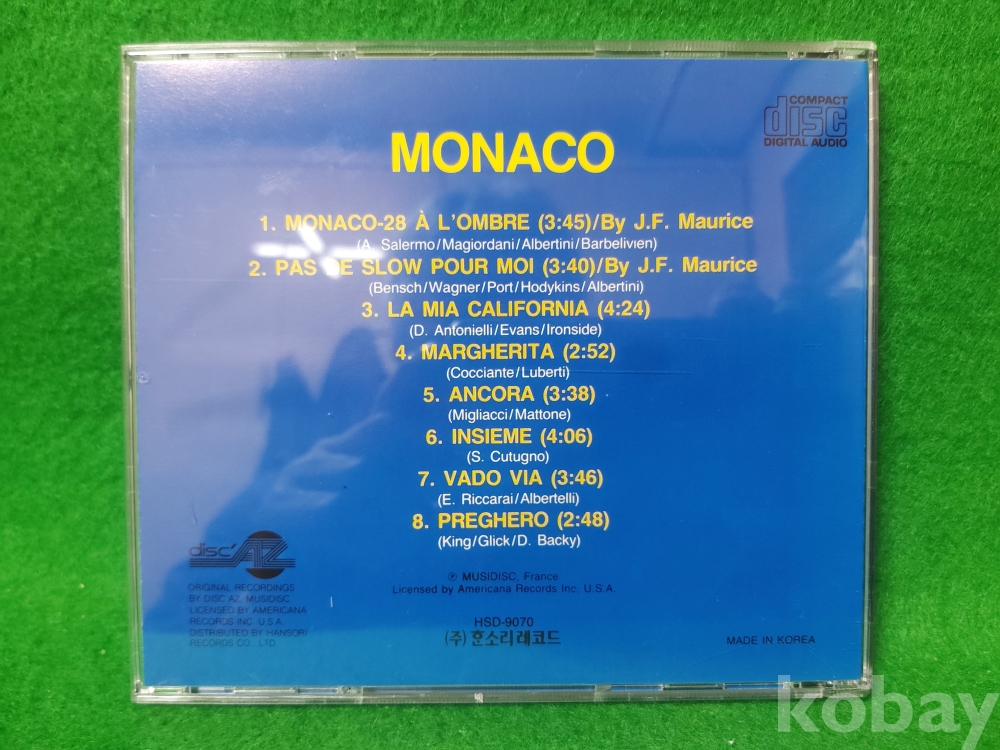 COMPACT
disc
DIGITAL AUDIO
MONACO
1. MONACO-28 À L'OMBRE (3:45)/By J.F. Maurice
(A. Salermo/Magiordani/Albertini/Barbelivien)
2. PAS DE SLOW POUR MOI (3:40)/By J.F. Maurice
(Bensch/Wagner/Port/Hodykins/Albertini)
3. LA MIA CALIFORNIA (4:24)
(D. Antonielli/Evans/Ironside)
4. MARGHERITA (2:52)
(Cocciante/Luberti)
5. ANCORA (3:38)
(Migliacci/Mattone)
6. INSIEME (4:06)
(S. Cutugno)
7. VADO VIA (3:46)
(E. Riccarai/Albertelli)
8. PREGHERO (2:48)
(King/Glick/D. Backy)
disc'AZ
ORIGINAL RECORDINGS
BY DISC AZ, MUSIDISC
LICENSED BY AMERICANA
RECORDS INC. U.S.A.
DISTRIBUTED BY HANSORI
RECORDS CO., LTD.
℗ MUSIDISC, France
Licensed by Americana Records Inc. U.S.A.
HSD-9070
(주) 한소리레코드
MADE IN KOREA
kobay